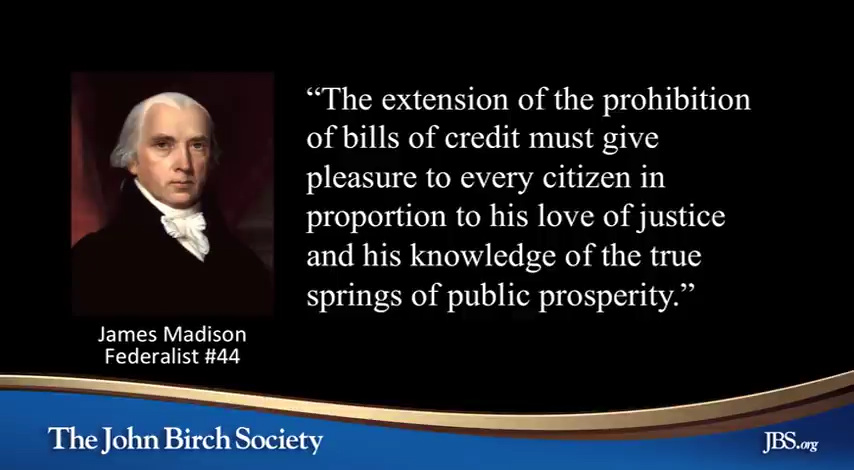 “The extension of the prohibition
of bills of credit must give
pleasure to every citizen in
proportion to his love of justice
and his knowledge of the true
springs of public prosperity.”
James Madison
Federalist #44
The John Birch Society
JBS.org